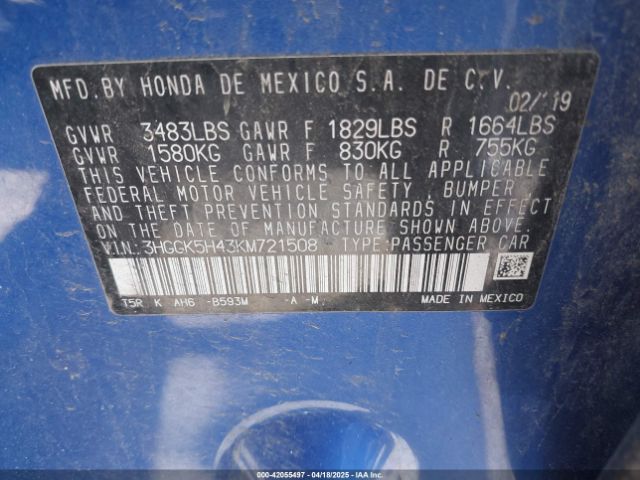 MFD. BY HONDA DE MEXICO S.A. DE C.V.
02/'19
GVWR 3483LBS GAWR F 1829LBS R 1664LBS
GVWR 1580KG GAWR F 830KG R 755KG
THIS VEHICLE CONFORMS TO ALL APPLICABLE
FEDERAL MOTOR VEHICLE SAFETY, BUMPER
AND THEFT PREVENTION STANDARDS IN EFFECT
ON THE DATE OF MANUFACTURE SHOWN ABOVE.
V.I.N.: 3HGGK5H43KM721508 TYPE: PASSENGER CAR
T5R K AH6 -B593M -A -M
MADE IN MEXICO
000-42055497 - 04/18/2025 - IAA Inc.